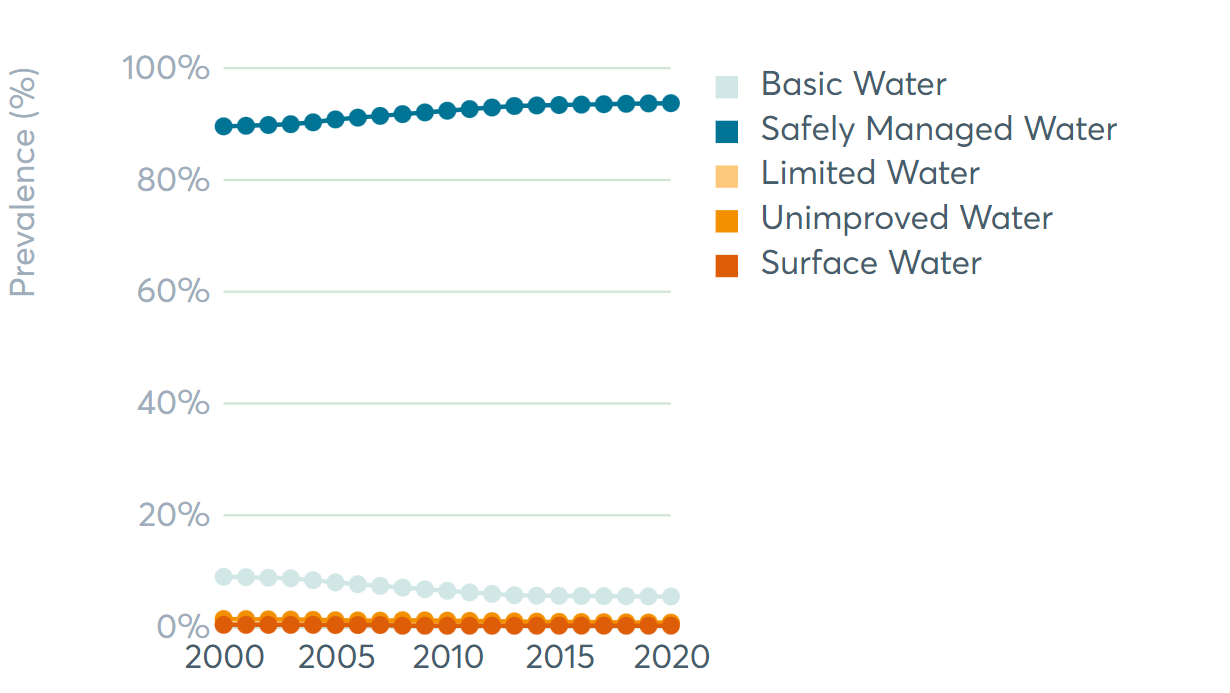 Prevalence (%)
100%
80%
60%
40%
20%
0%
2000 2005 2010 2015 2020
Basic Water
Safely Managed Water
Limited Water
Unimproved Water
Surface Water